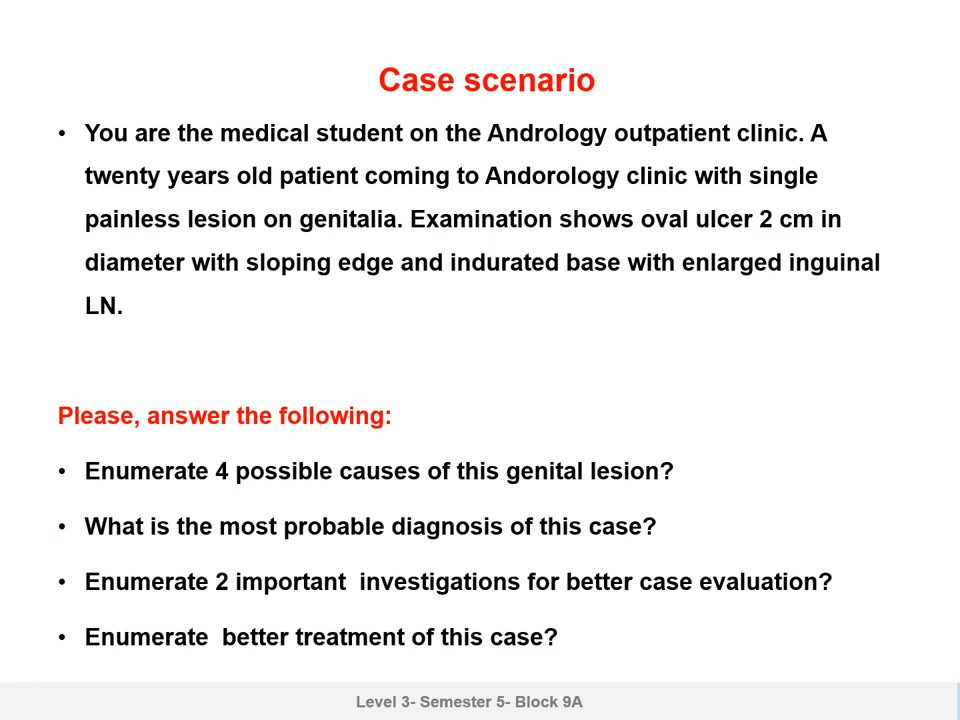 Case scenario
• You are the medical student on the Andrology outpatient clinic. A
twenty years old patient coming to Andorology clinic with single
painless lesion on genitalia. Examination shows oval ulcer 2 cm in
diameter with sloping edge and indurated base with enlarged inguinal
LN.
Please, answer the following:
• Enumerate 4 possible causes of this genital lesion?
• What is the most probable diagnosis of this case?
• Enumerate 2 important  investigations for better case evaluation?
• Enumerate  better treatment of this case?
Level 3- Semester 5- Block 9A